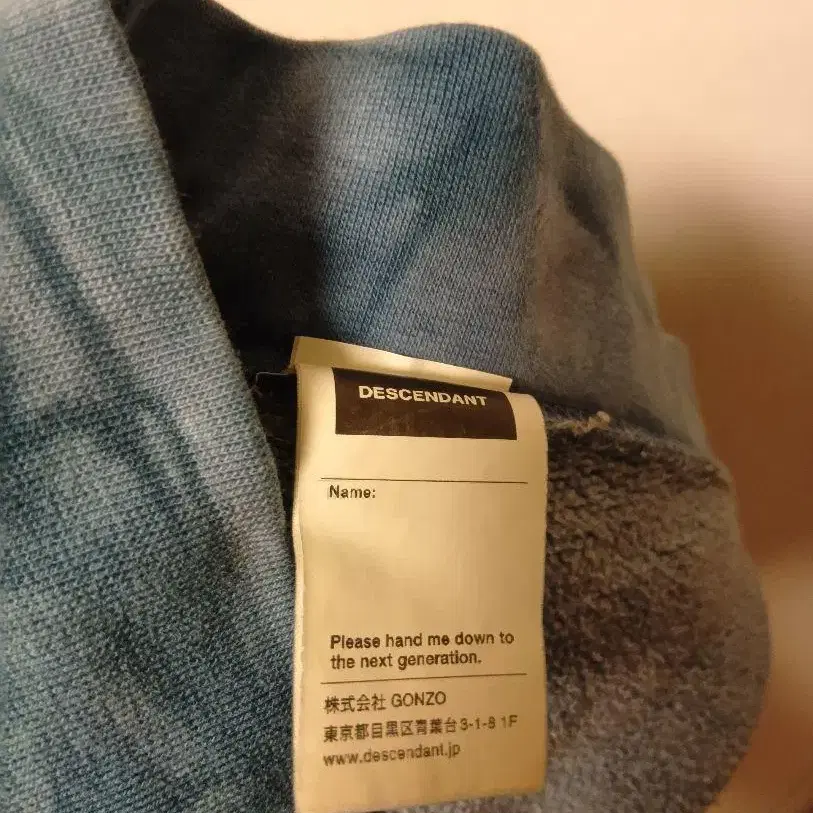 DESCENDANT
Name:
Please hand me down to
the next generation.
株式会社 GONZO
東京都目黒区青葉台 3-1-8 1F
www.descendant.jp